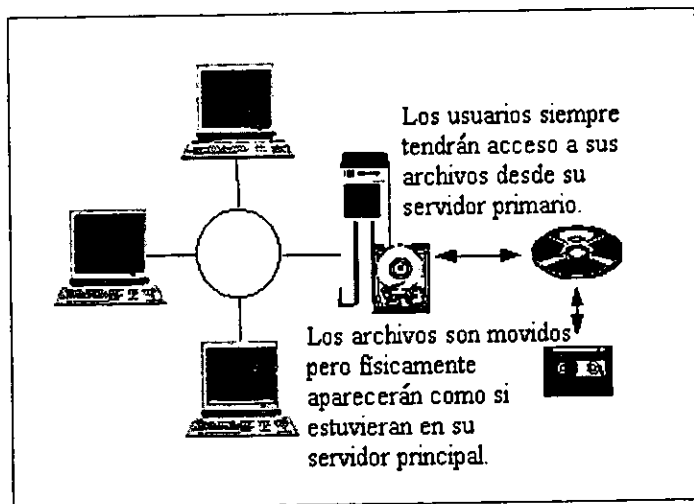 Los usuarios siempre
tendrán acceso a sus
archivos desde su
servidor primario.
Los archivos son movidos
pero físicamente
aparecerán como si
estuvieran en su
servidor principal.